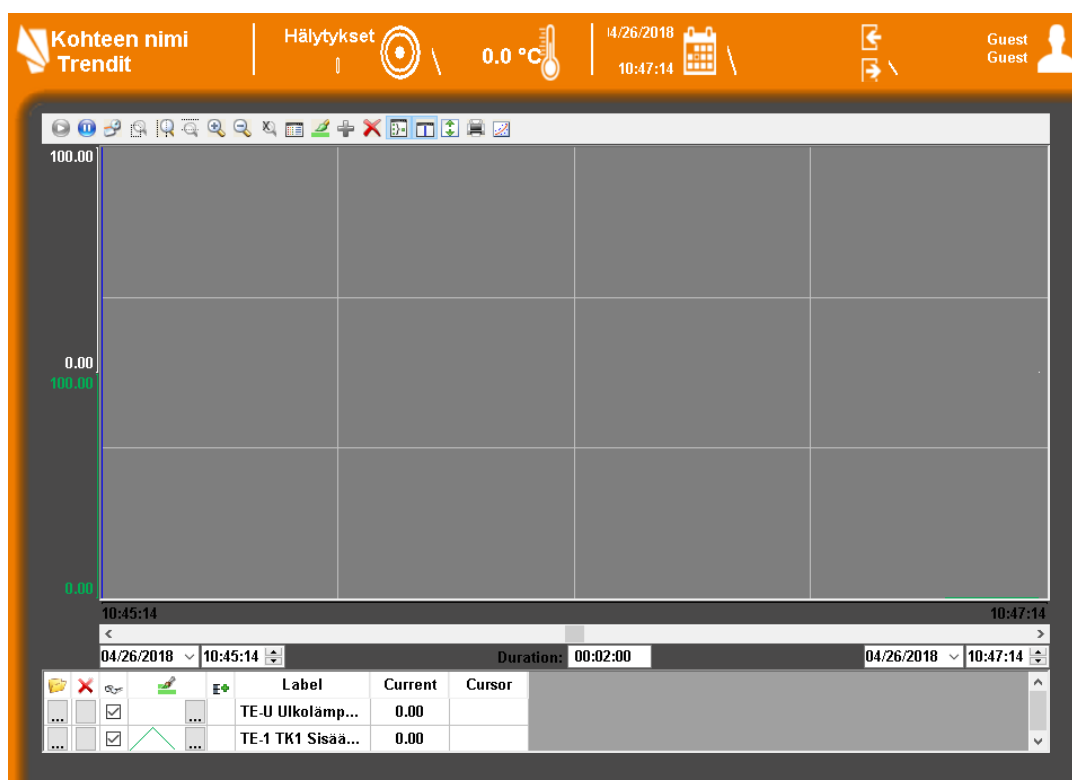 Kohteen nimi
Trendit
Hälytykset
0
0.0 °C
4/26/2018
10:47:14
Guest
Guest
100.00
0.00
100.00
0.00
10:45:14
10:47:14
04/26/2018
10:45:14
Duration:
00:02:00
04/26/2018
10:47:14
Label
Current
Cursor
...
...
TE-U Ulkolämp...
0.00
...
...
TE-1 TK1 Sisää...
0.00